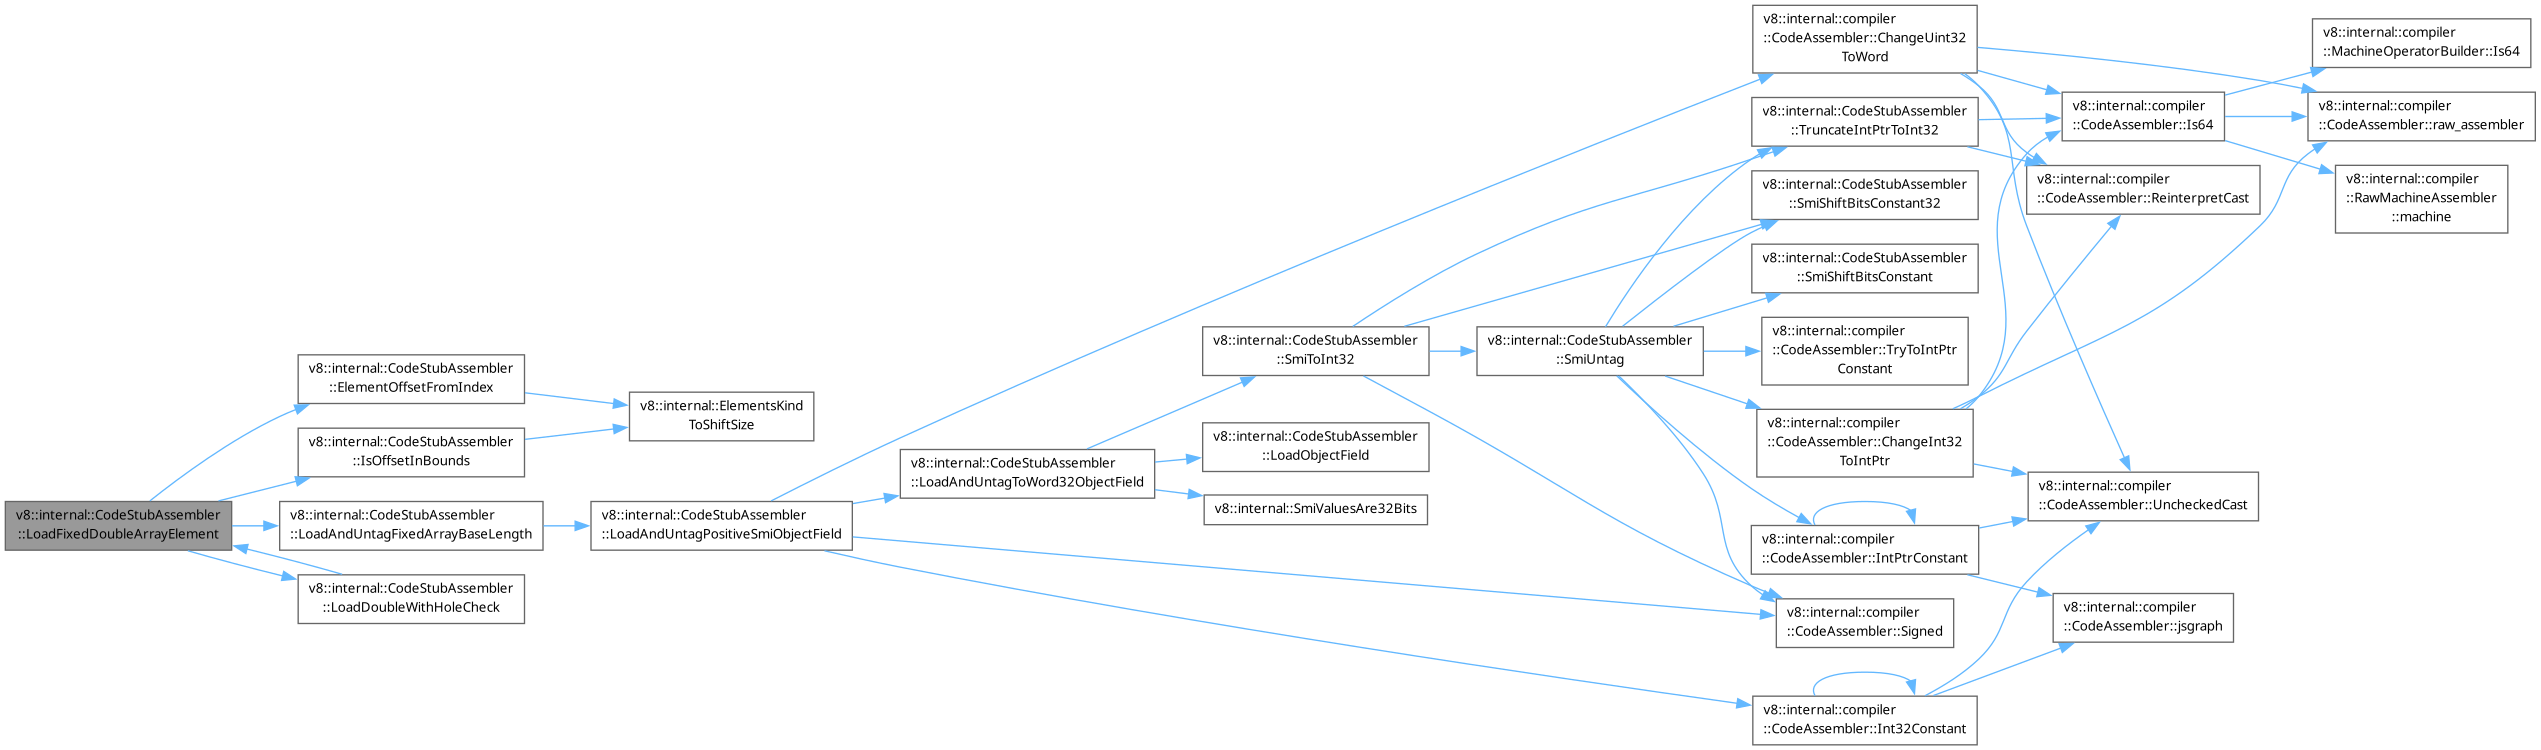 v8::internal::CodeStubAssembler
::LoadFixedDoubleArrayElement
v8::internal::CodeStubAssembler
::ElementOffsetFromIndex
v8::internal::CodeStubAssembler
::IsOffsetInBounds
v8::internal::CodeStubAssembler
::LoadAndUntagFixedArrayBaseLength
v8::internal::CodeStubAssembler
::LoadDoubleWithHoleCheck
v8::internal::ElementsKind
ToShiftSize
v8::internal::CodeStubAssembler
::LoadAndUntagPositiveSmiObjectField
v8::internal::CodeStubAssembler
::LoadAndUntagToWord32ObjectField
v8::internal::CodeStubAssembler
::SmiToInt32
v8::internal::CodeStubAssembler
::LoadObjectField
v8::internal::SmiValuesAre32Bits
v8::internal::CodeStubAssembler
::SmiUntag
v8::internal::compiler
::CodeAssembler::ChangeUint32
ToWord
v8::internal::CodeStubAssembler
::TruncateIntPtrToInt32
v8::internal::CodeStubAssembler
::SmiShiftBitsConstant32
v8::internal::CodeStubAssembler
::SmiShiftBitsConstant
v8::internal::compiler
::CodeAssembler::TryToIntPtr
Constant
v8::internal::compiler
::CodeAssembler::ChangeInt32
ToIntPtr
v8::internal::compiler
::CodeAssembler::IntPtrConstant
v8::internal::compiler
::CodeAssembler::Signed
v8::internal::compiler
::CodeAssembler::Int32Constant
v8::internal::compiler
::CodeAssembler::Is64
v8::internal::compiler
::CodeAssembler::ReinterpretCast
v8::internal::compiler
::CodeAssembler::UncheckedCast
v8::internal::compiler
::CodeAssembler::jsgraph
v8::internal::compiler
::MachineOperatorBuilder::Is64
v8::internal::compiler
::CodeAssembler::raw_assembler
v8::internal::compiler
::RawMachineAssembler
::machine